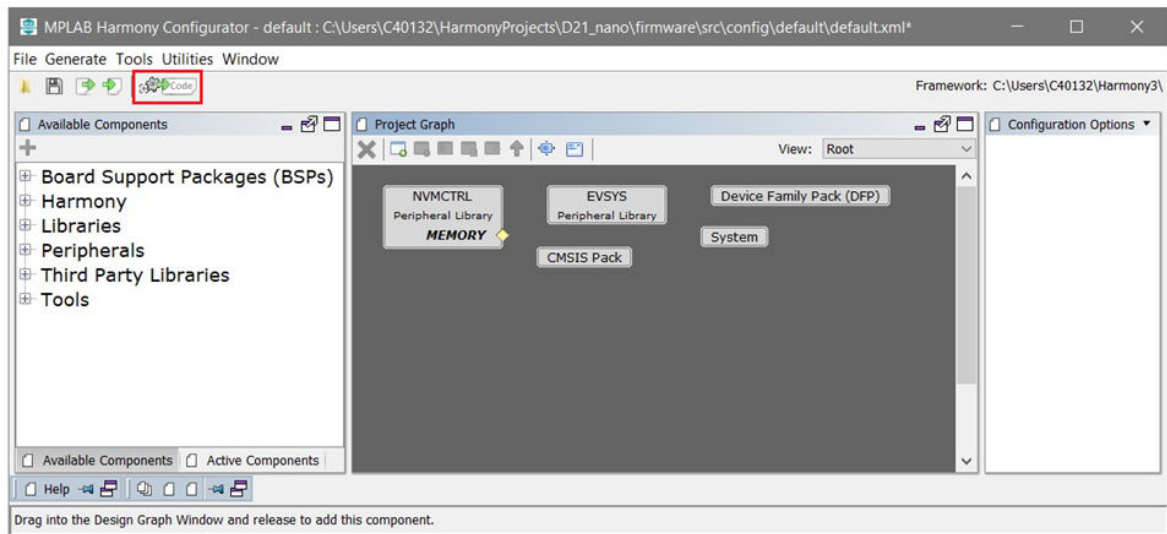 MPLAB Harmony Configurator - default : C:\Users\C40132\HarmonyProjects\D21_nano\firmware\src\config\default\default.xml*
File Generate Tools Utilities Window
Code
Framework: C:\Users\C40132\Harmony3\
Available Components
Project Graph
Configuration Options
View: Root
Board Support Packages (BSPs)
Harmony
Libraries
Peripherals
Third Party Libraries
Tools
NVMCTRL
Peripheral Library
MEMORY
EVSYS
Peripheral Library
Device Family Pack (DFP)
System
CMSIS Pack
Available Components Active Components
Help
Drag into the Design Graph Window and release to add this component.